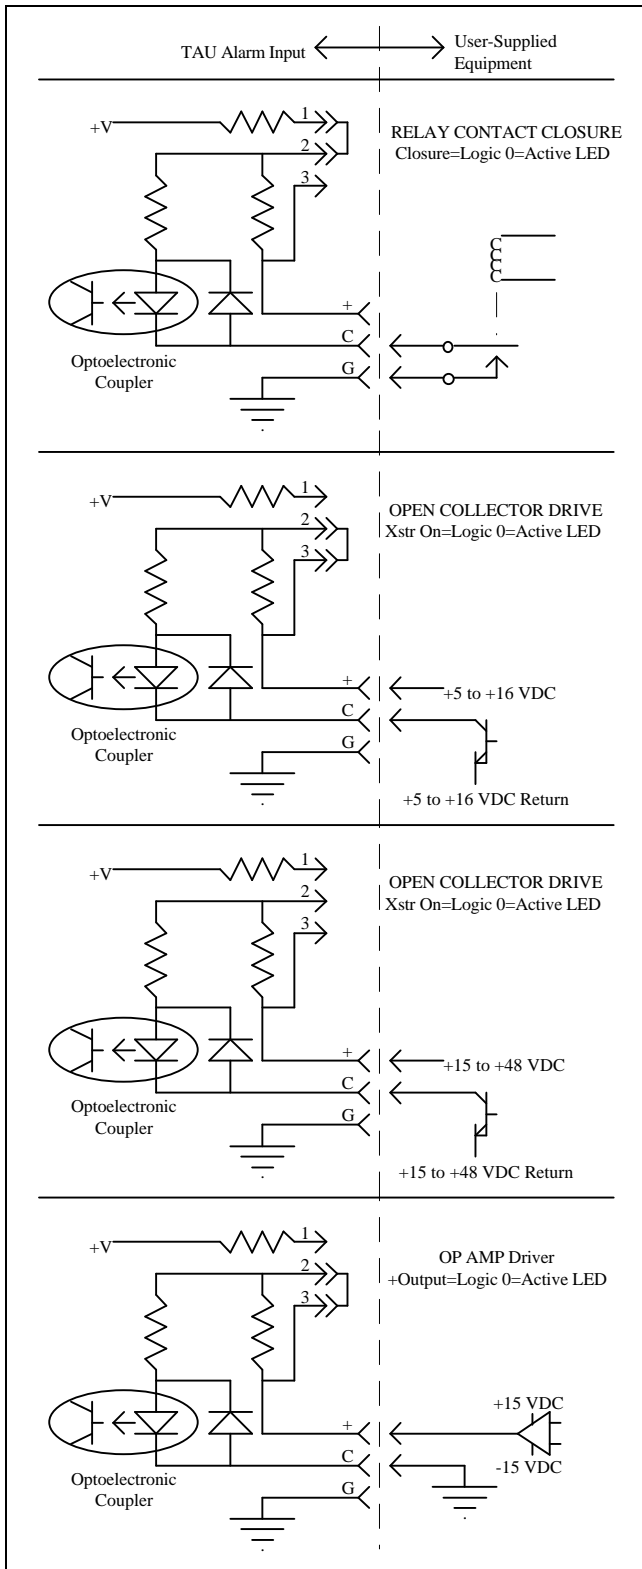 TAU Alarm Input
User-Supplied
Equipment
+V
1
2
3
RELAY CONTACT CLOSURE
Closure=Logic 0=Active LED
C
C
C
C
+
C
G
Optoelectronic
Coupler
+V
1
2
3
OPEN COLLECTOR DRIVE
Xstr On=Logic 0=Active LED
+
C
G
+5 to +16 VDC
Optoelectronic
Coupler
+5 to +16 VDC Return
+V
1
2
3
OPEN COLLECTOR DRIVE
Xstr On=Logic 0=Active LED
+
C
G
+15 to +48 VDC
Optoelectronic
Coupler
+15 to +48 VDC Return
+V
1
2
3
OP AMP Driver
+Output=Logic 0=Active LED
+
C
G
+15 VDC
-15 VDC
Optoelectronic
Coupler